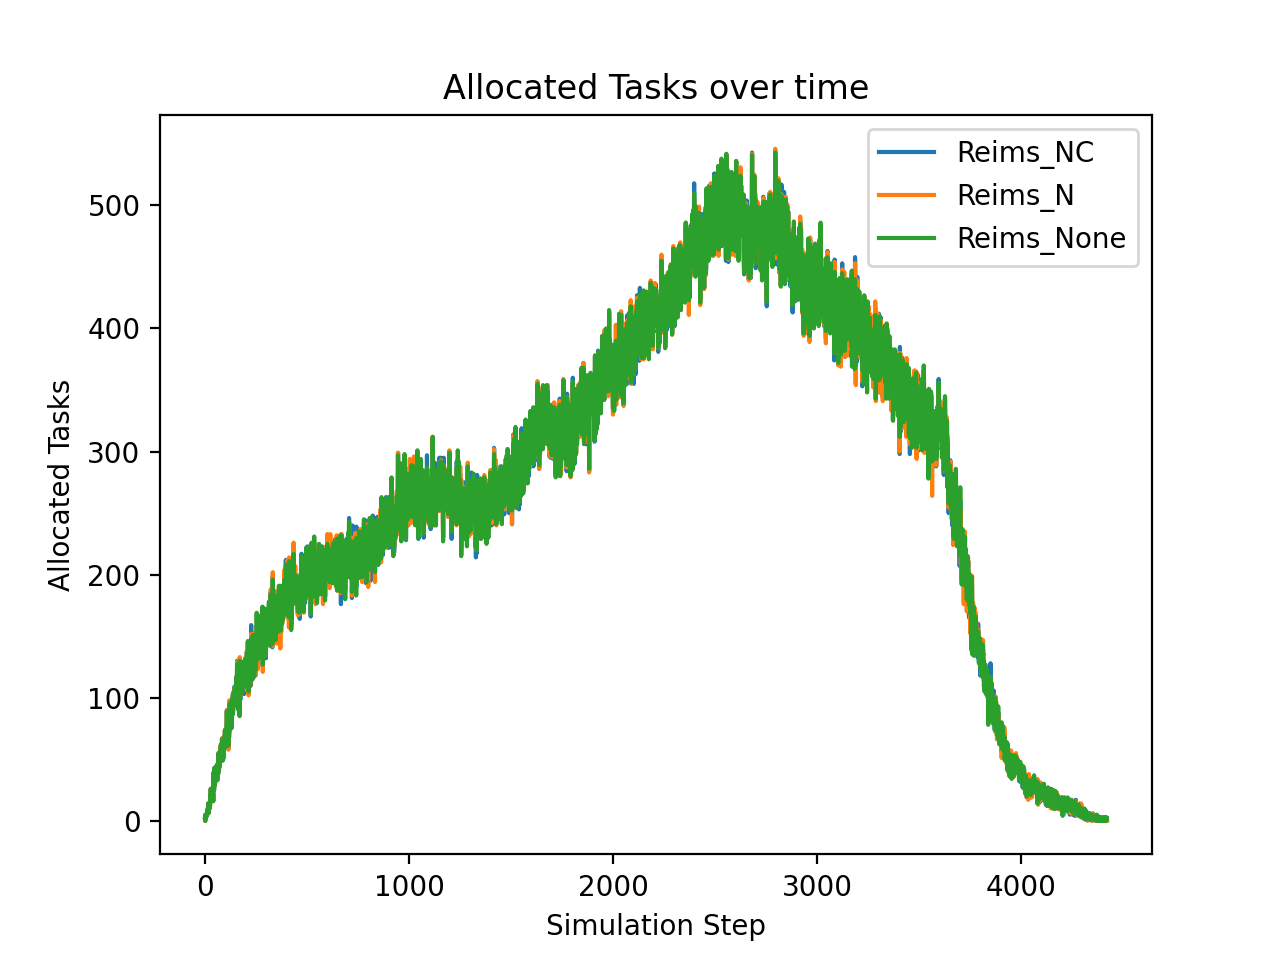 Allocated Tasks over time
Reims_NC
Reims_N
Reims_None
Allocated Tasks
500
400
300
200
100
0
0 1000 2000 3000 4000
Simulation Step